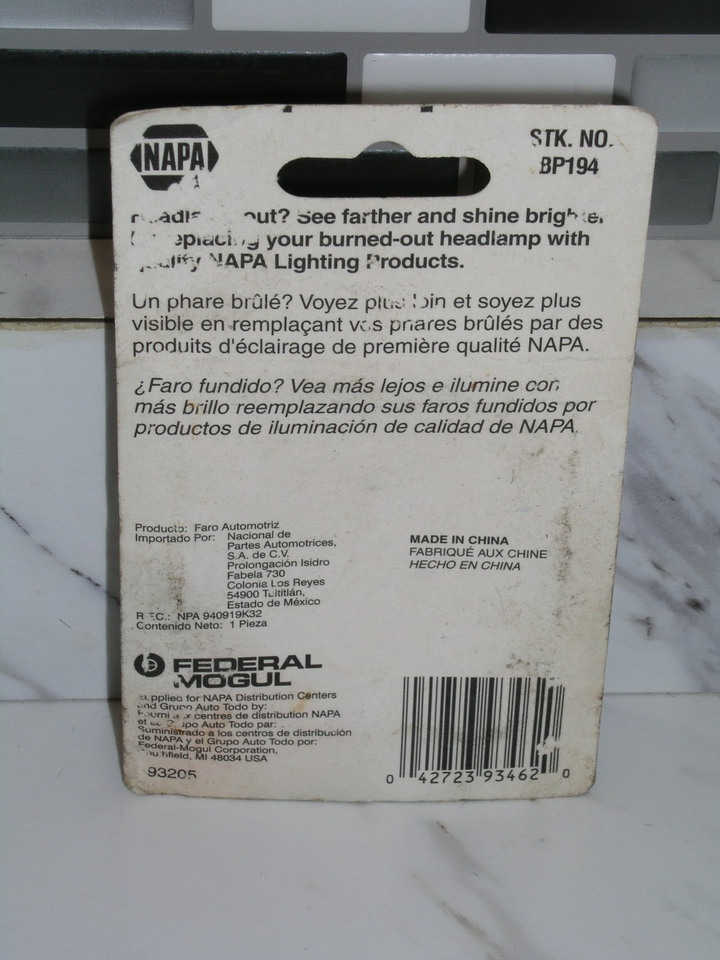 NAPA
STK. NO.
BP194
out? See farther and shine brighter
your burned-out headlamp with
NAPA Lighting Products.
Un phare brûlé? Voyez plus loin et soyez plus
visible en remplaçant vos phares brûlés par des
produits d'éclairage de première qualité NAPA.
¿Faro fundido? Vea más lejos e ilumine con
más brillo reemplazando sus faros fundidos por
productos de iluminación de calidad de NAPA.
Producto: Faro Automotriz
Importado Por: Nacional de
Partes Automotrices,
S.A. de C.V.
Prolongación Isidro
Fabela 730
Colonia Los Reyes
54900 Tultitlán,
Estado de México
NPA 940919K32
Contenido Neto: 1 Pieza
MADE IN CHINA
FABRIQUÉ AUX CHINE
HECHO EN CHINA
FEDERAL
MOGUL
Supplied for NAPA Distribution Centers
and Grupo Auto Todo by:
centres de distribution NAPA
Auto Todo par:
Suministrado a los centros de distribución
de NAPA y el Grupo Auto Todo por:
Federal-Mogul Corporation,
Southfield, MI 48034 USA
93205
0 42723 93462 0